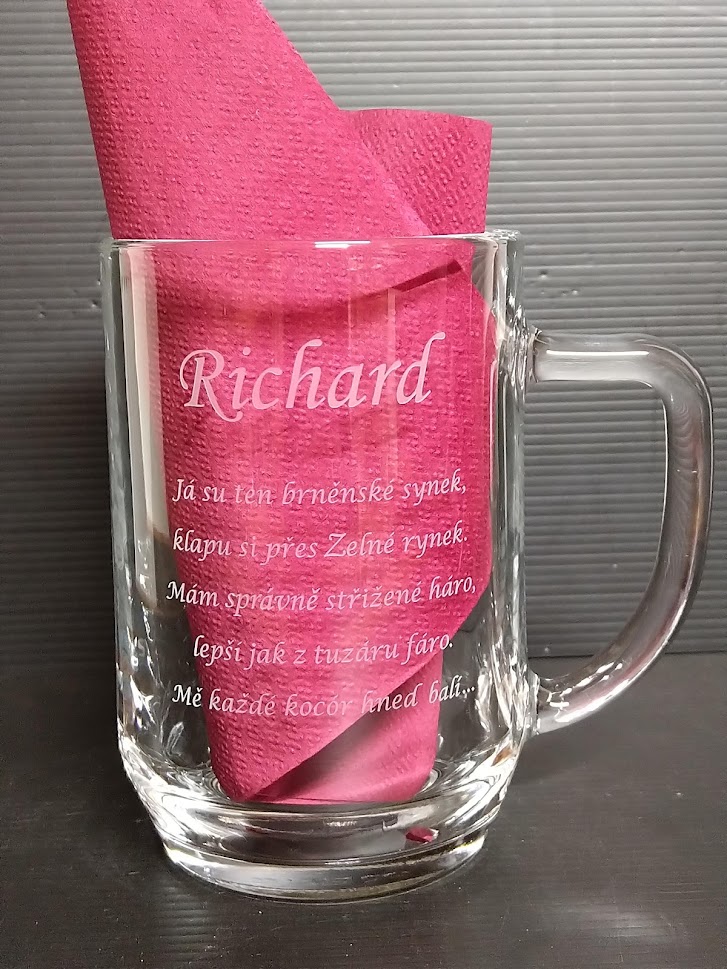 Richard
Já su ten brněnské synek,
klapu si přes Zelné rynek.
Mám správně střižené háro,
lepší jak z tuzáru fáro.
Mě každé kocór hned balí...